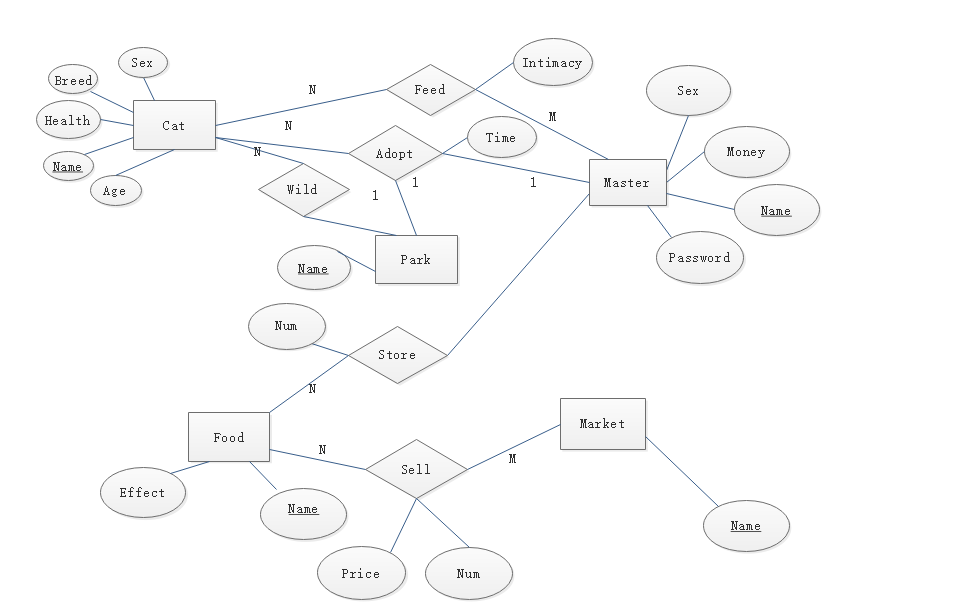 Sex
Breed
Health
Name
Age
Cat
N
N
N
Feed
Intimacy
M
Adopt
Time
1
1
1
Wild
Sex
Money
Name
Password
Master
Park
Name
Num
Store
N
Food
Effect
Name
N
Sell
M
Market
Name
Price
Num